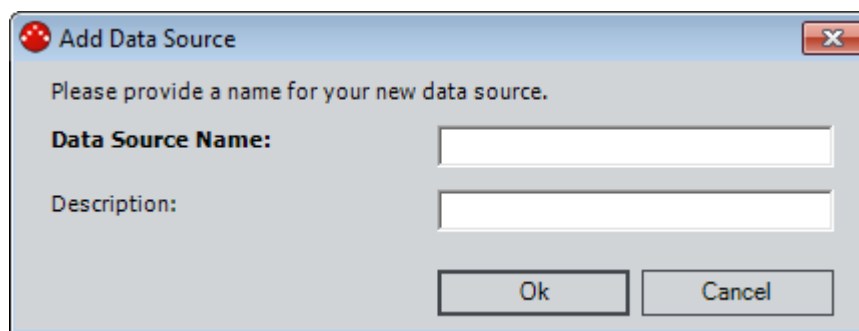 Add Data Source
Please provide a name for your new data source.
Data Source Name:
Description:
Ok Cancel